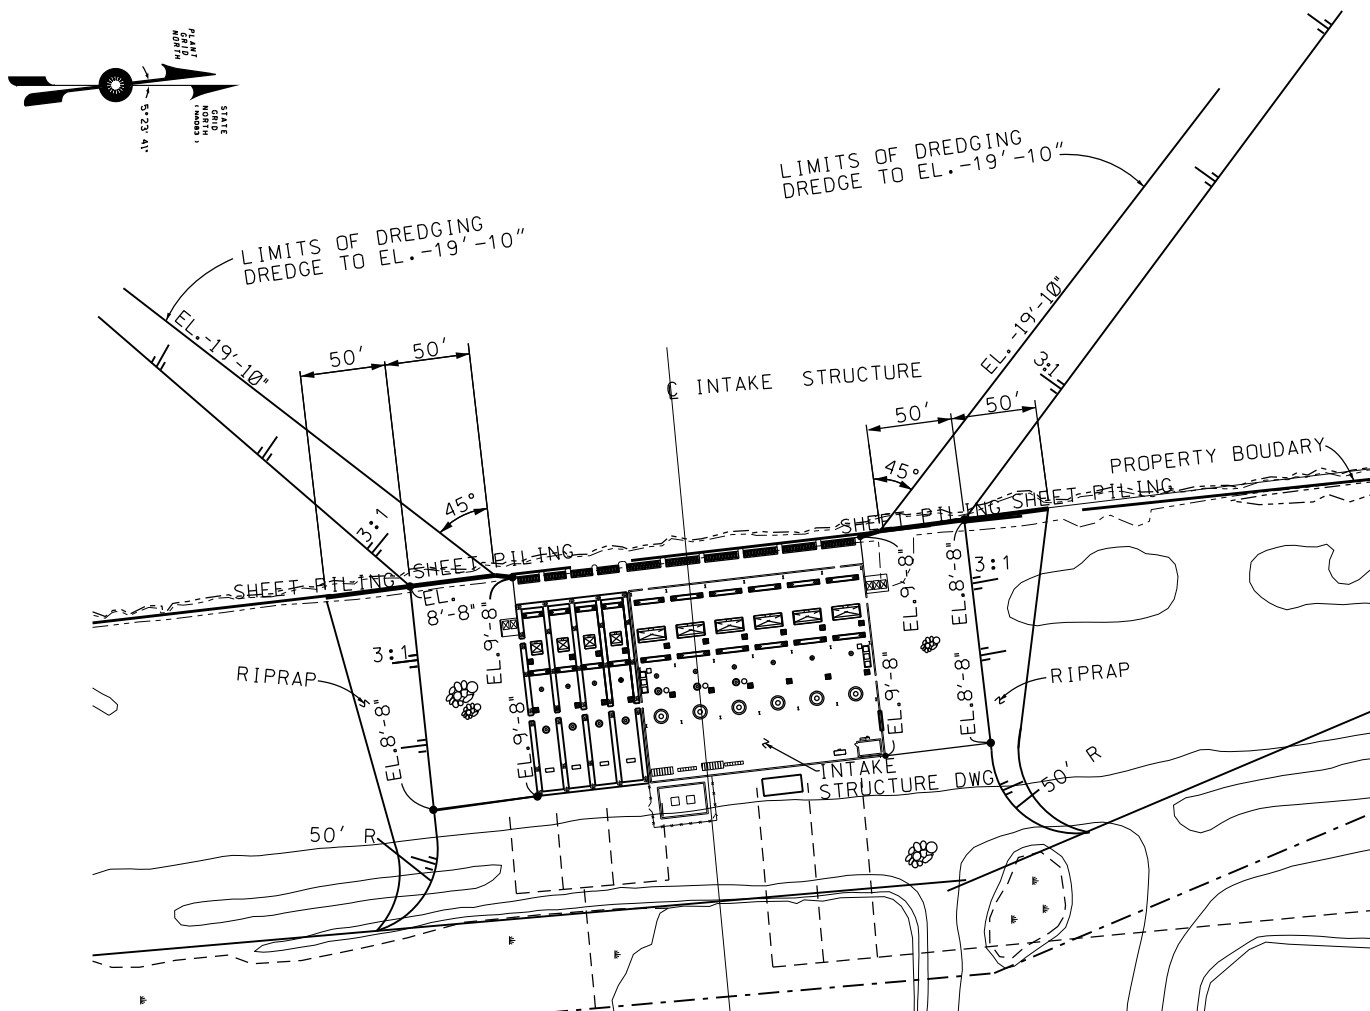 PLANT
GRID
NORTH
STATE
GRID
NORTH
(NAD83)
5°23'41"
LIMITS OF DREDGING
DREDGE TO EL.-19'-10"
LIMITS OF DREDGING
DREDGE TO EL.-19'-10"
EL.-19'-10"
EL.-19'-10"
50'
50'
℄ INTAKE STRUCTURE
50'
50'
3:1
45°
45°
3:1
PROPERTY BOUDARY
SHEET PILING
SHEET PILING
SHEET PILING
SHEET PILING
EL.
8'-8"
EL.9'-8"
EL.9'-8"
EL.8'-8"
3:1
3:1
RIPRAP
RIPRAP
EL.8'-8"
EL.9'-8"
EL.9'-8"
EL.8'-8"
INTAKE
STRUCTURE DWG
50' R
50' R